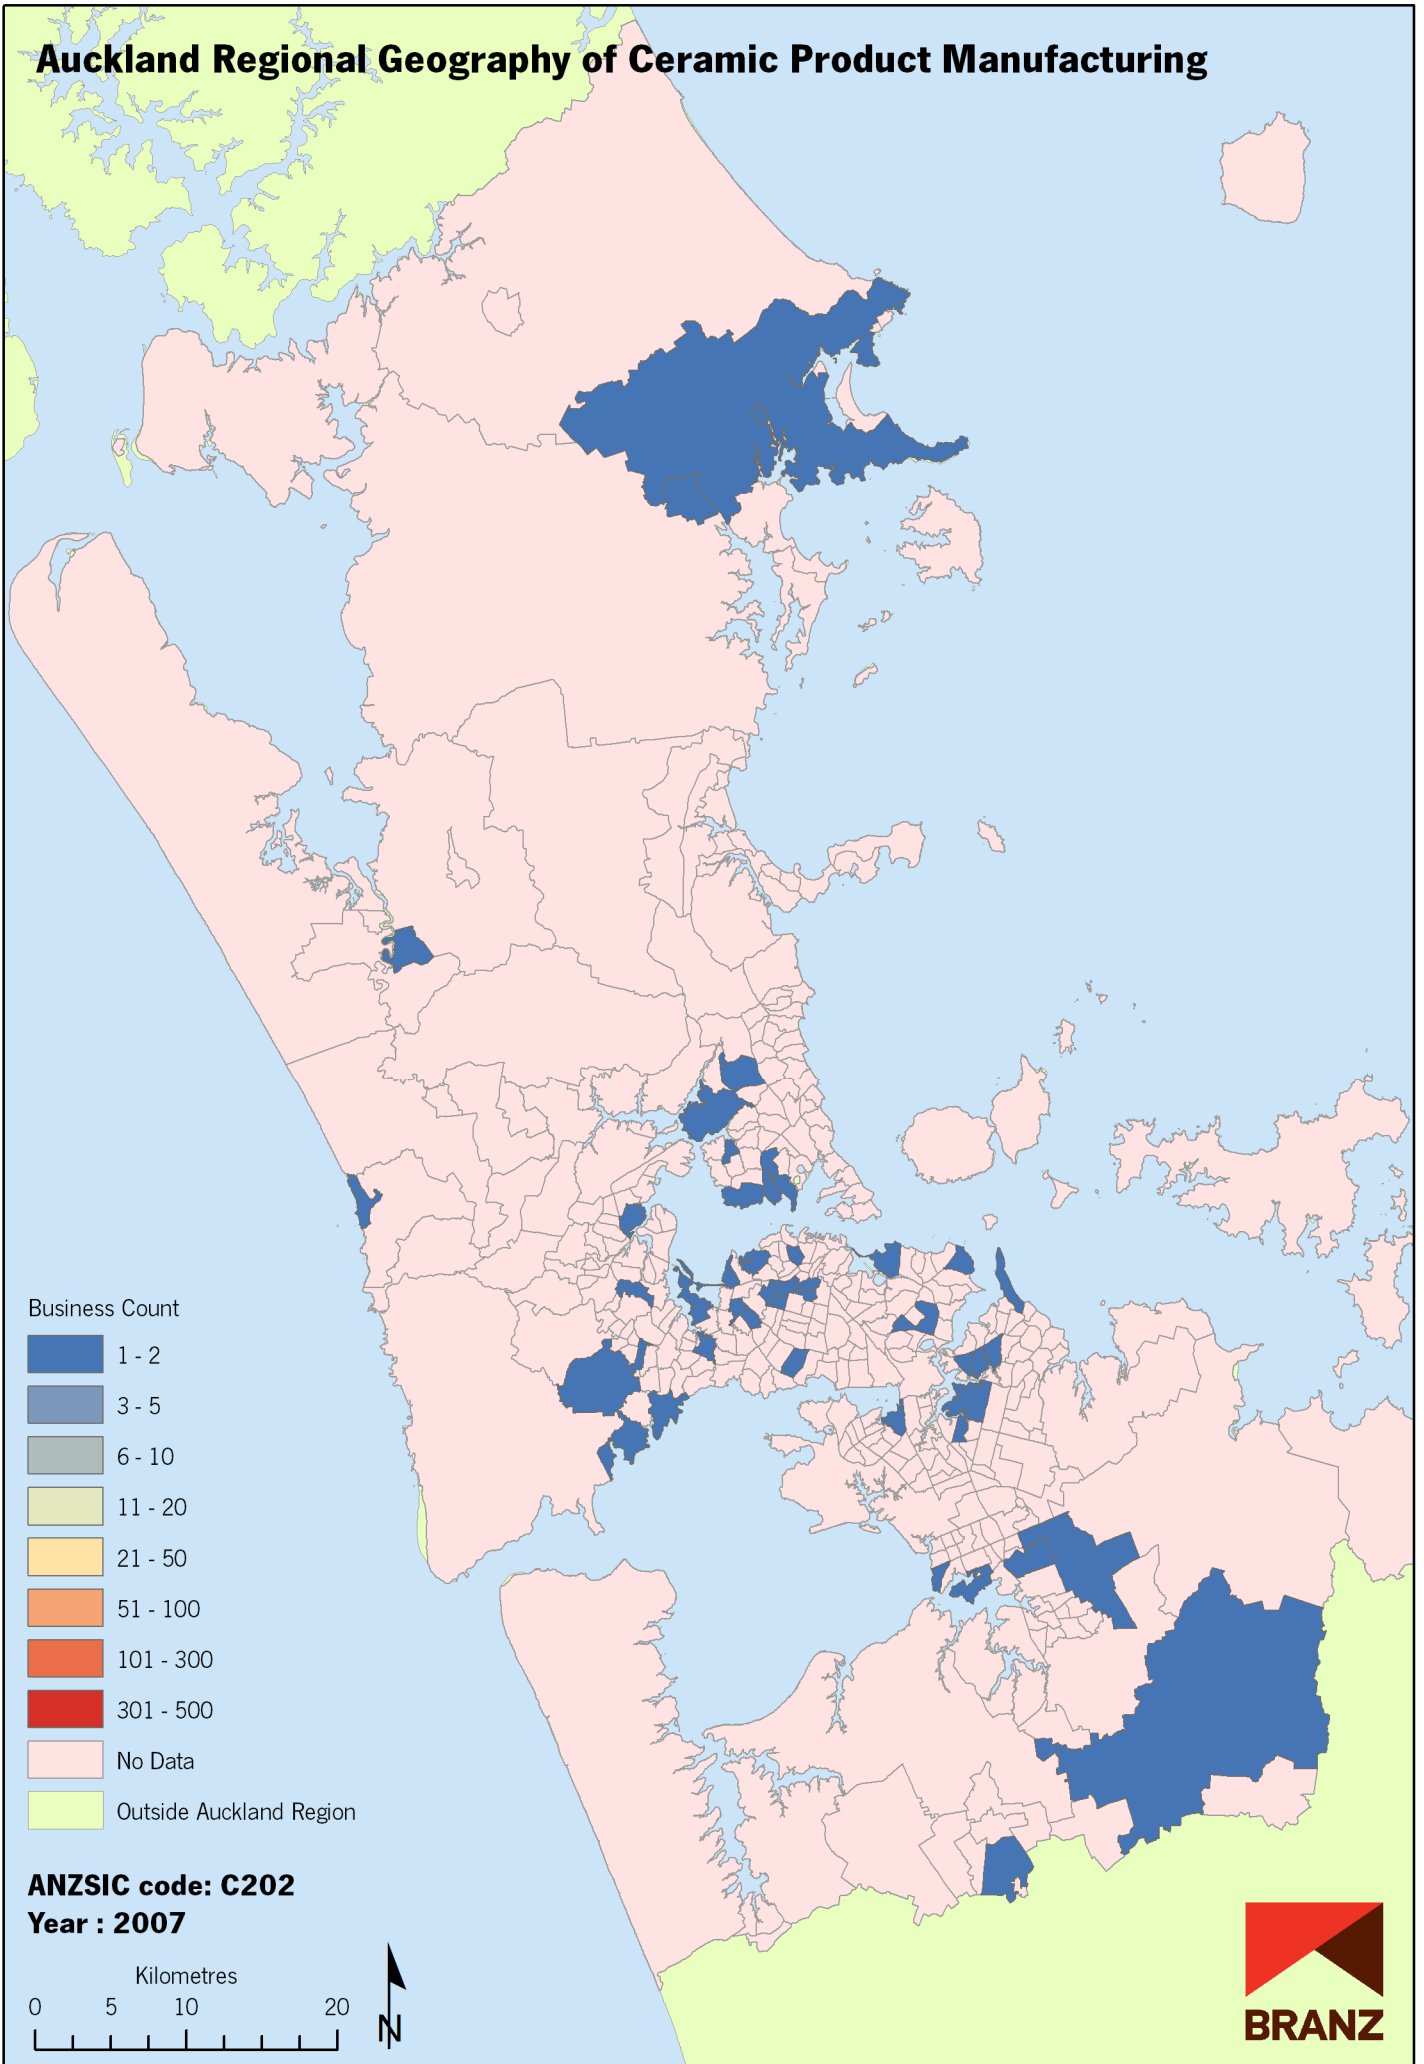 Auckland Regional Geography of Ceramic Product Manufacturing
Business Count
1 - 2
3 - 5
6 - 10
11 - 20
21 - 50
51 - 100
101 - 300
301 - 500
No Data
Outside Auckland Region
ANZSIC code: C202
Year : 2007
Kilometres
0 5 10 20
N
BRANZ